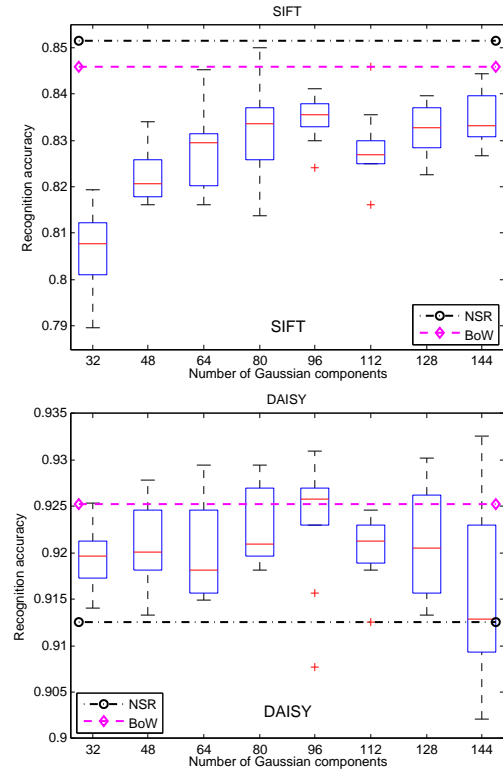 SIFT
0.85
0.84
0.83
0.82
0.81
0.8
0.79
Recognition accuracy
SIFT
NSR
BoW
32 48 64 80 96 112 128 144
Number of Gaussian components
DAISY
0.935
0.93
0.925
0.92
0.915
0.91
0.905
0.9
Recognition accuracy
NSR
BoW
DAISY
32 48 64 80 96 112 128 144
Number of Gaussian components